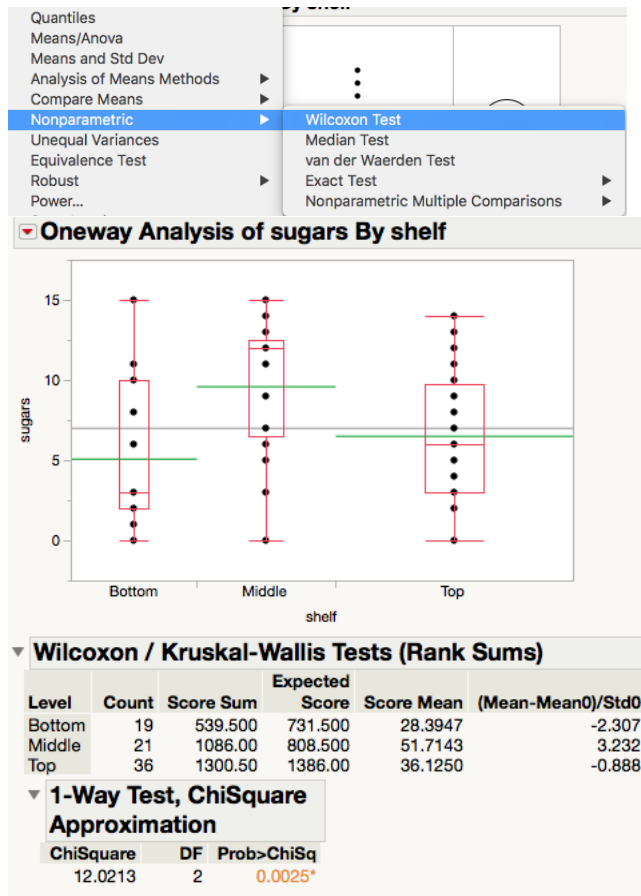 By shelf
Quantiles
Means/Anova
Means and Std Dev
Analysis of Means Methods
Compare Means
Nonparametric
Unequal Variances
Equivalence Test
Robust
Power...
Wilcoxon Test
Median Test
van der Waerden Test
Exact Test
Nonparametric Multiple Comparisons
Oneway Analysis of sugars By shelf
15
10
5
0
sugars
Bottom Middle Top
shelf
Wilcoxon / Kruskal-Wallis Tests (Rank Sums)
Expected
Level Count Score Sum Score Score Mean (Mean-Mean0)/Std0
Bottom 19 539.500 731.500 28.3947 -2.307
Middle 21 1086.00 808.500 51.7143 3.232
Top 36 1300.50 1386.00 36.1250 -0.888
1-Way Test, ChiSquare
Approximation
ChiSquare DF Prob>ChiSq
12.0213 2 0.0025*